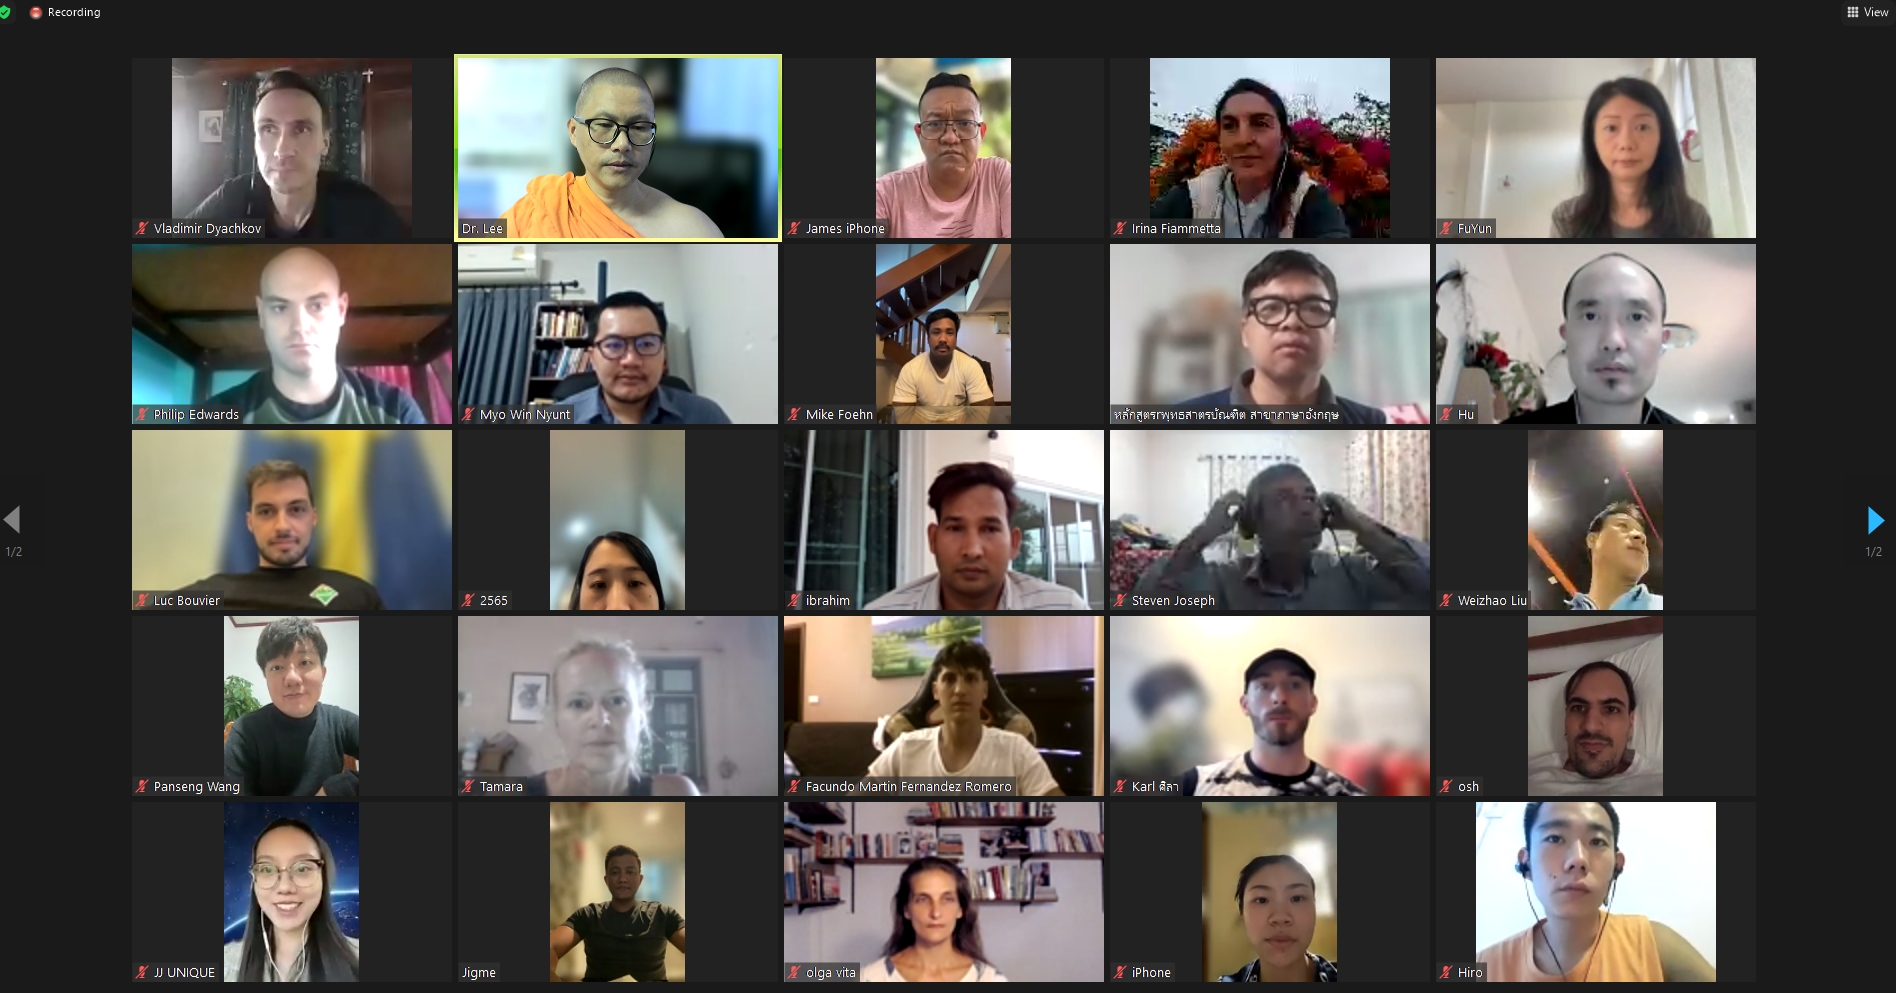 Recording
View
Vladimir Dyachkov
Dr. Lee
James iPhone
Irina Fiammetta
FuYun
Philip Edwards
Myo Win Nyunt
Mike Foehn
หลักสูตรพุทธสาตรบัณฑิต สาขาภาษาอังกฤษ
Hu
Luc Bouvier
2565
ibrahim
Steven Joseph
Weizhao Liu
1/2
1/2
Panseng Wang
Tamara
Facundo Martin Fernandez Romero
Karl ศิลา
osh
JJ UNIQUE
Jigme
olga vita
iPhone
Hiro